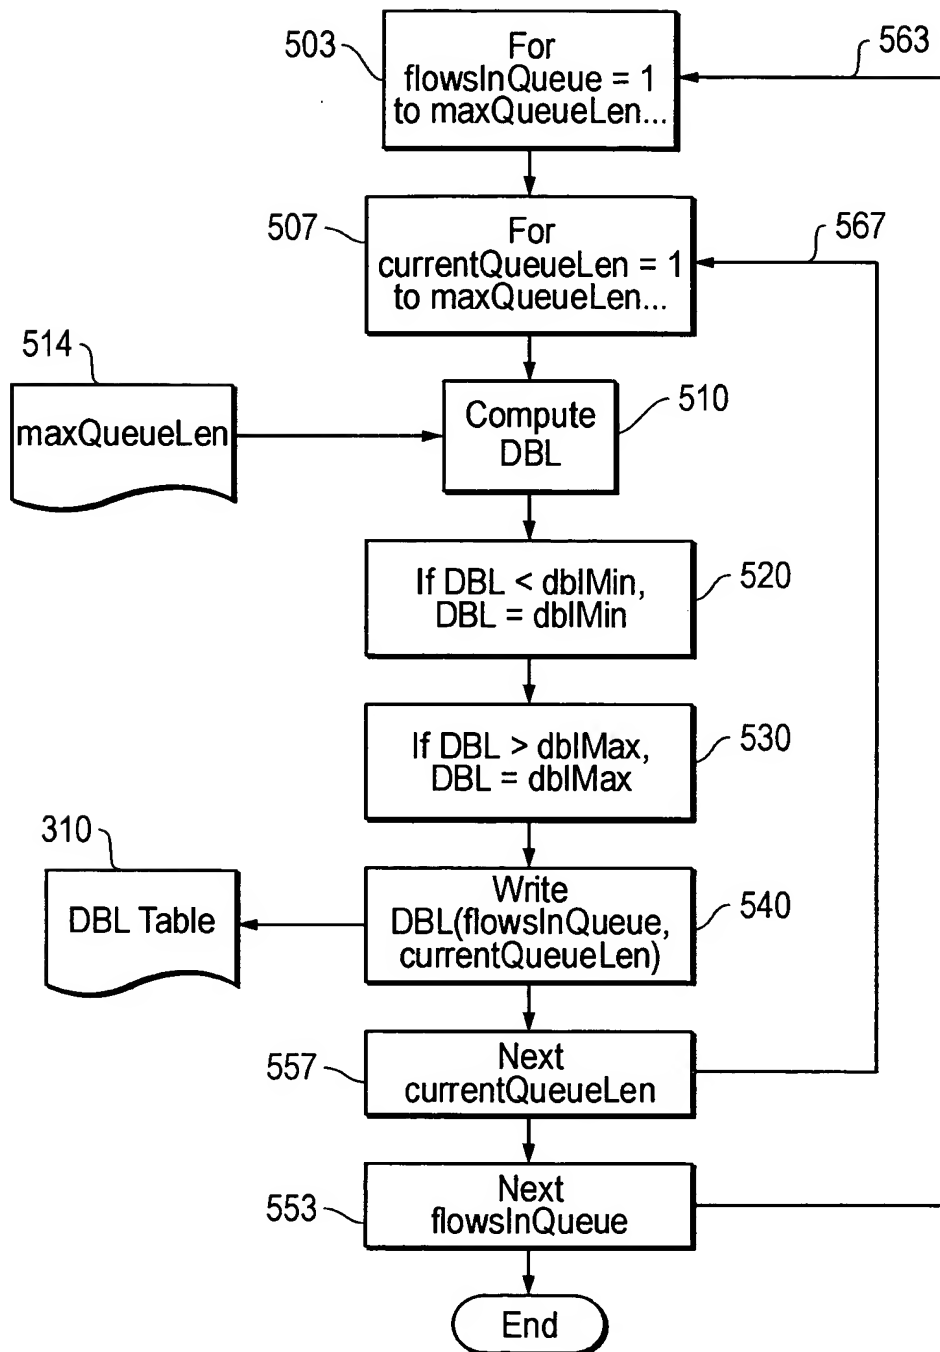 503
For
flowsInQueue = 1
to maxQueueLen...
563
507
For
currentQueueLen = 1
to maxQueueLen...
567
514
maxQueueLen
Compute
DBL
510
If DBL < dblMin,
DBL = dblMin
520
If DBL > dblMax,
DBL = dblMax
530
310
DBL Table
Write
DBL(flowsInQueue,
currentQueueLen)
540
557
Next
currentQueueLen
553
Next
flowsInQueue
End